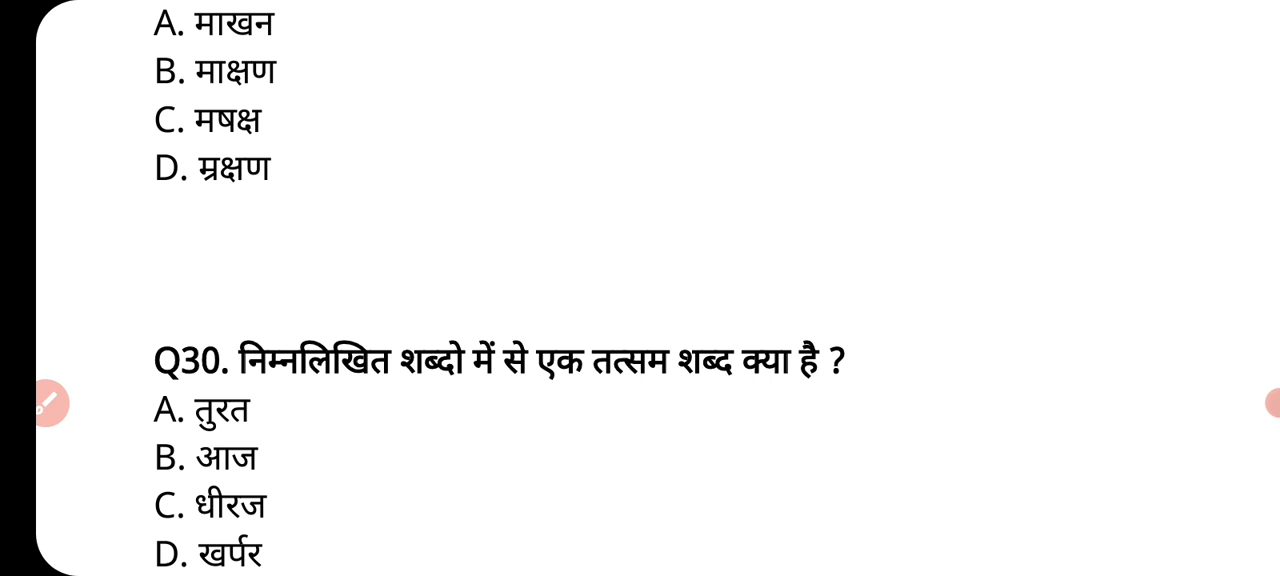 A. माखन
B. माक्षण
C. मषक्ष
D. म्रक्षण
Q30. निम्नलिखित शब्दो में से एक तत्सम शब्द क्या है ?
A. तुरत
B. आज
C. धीरज
D. खर्पर